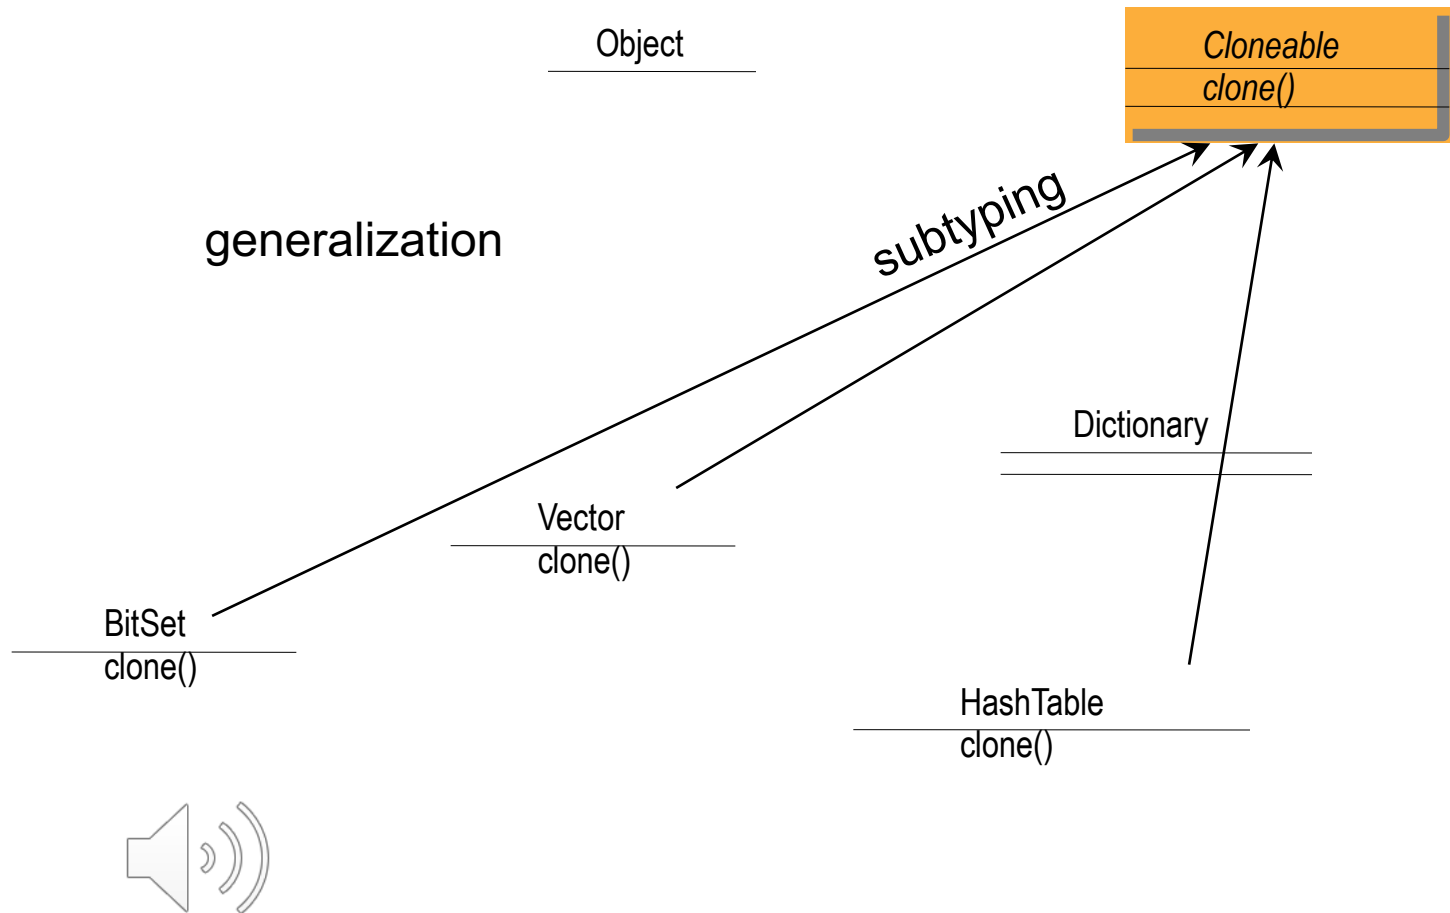 Object
Cloneable
clone()
generalization
subtyping
Dictionary
Vector
clone()
BitSet
clone()
HashTable
clone()